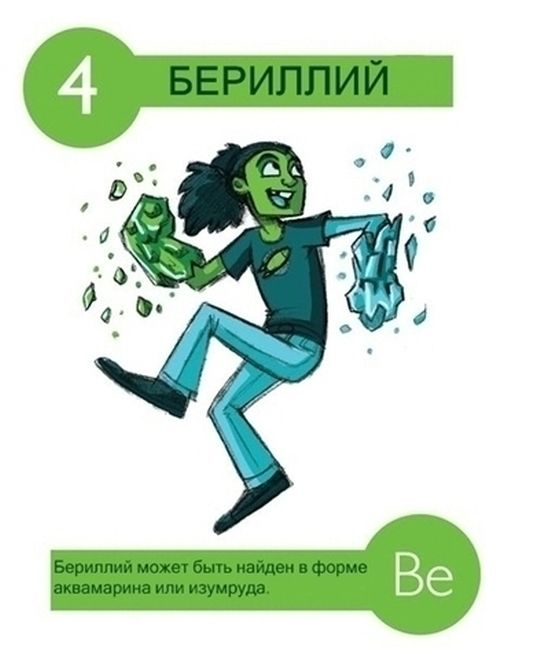 4
БЕРИЛЛИЙ
Бериллий может быть найден в форме
аквамарина или изумруда.
Be